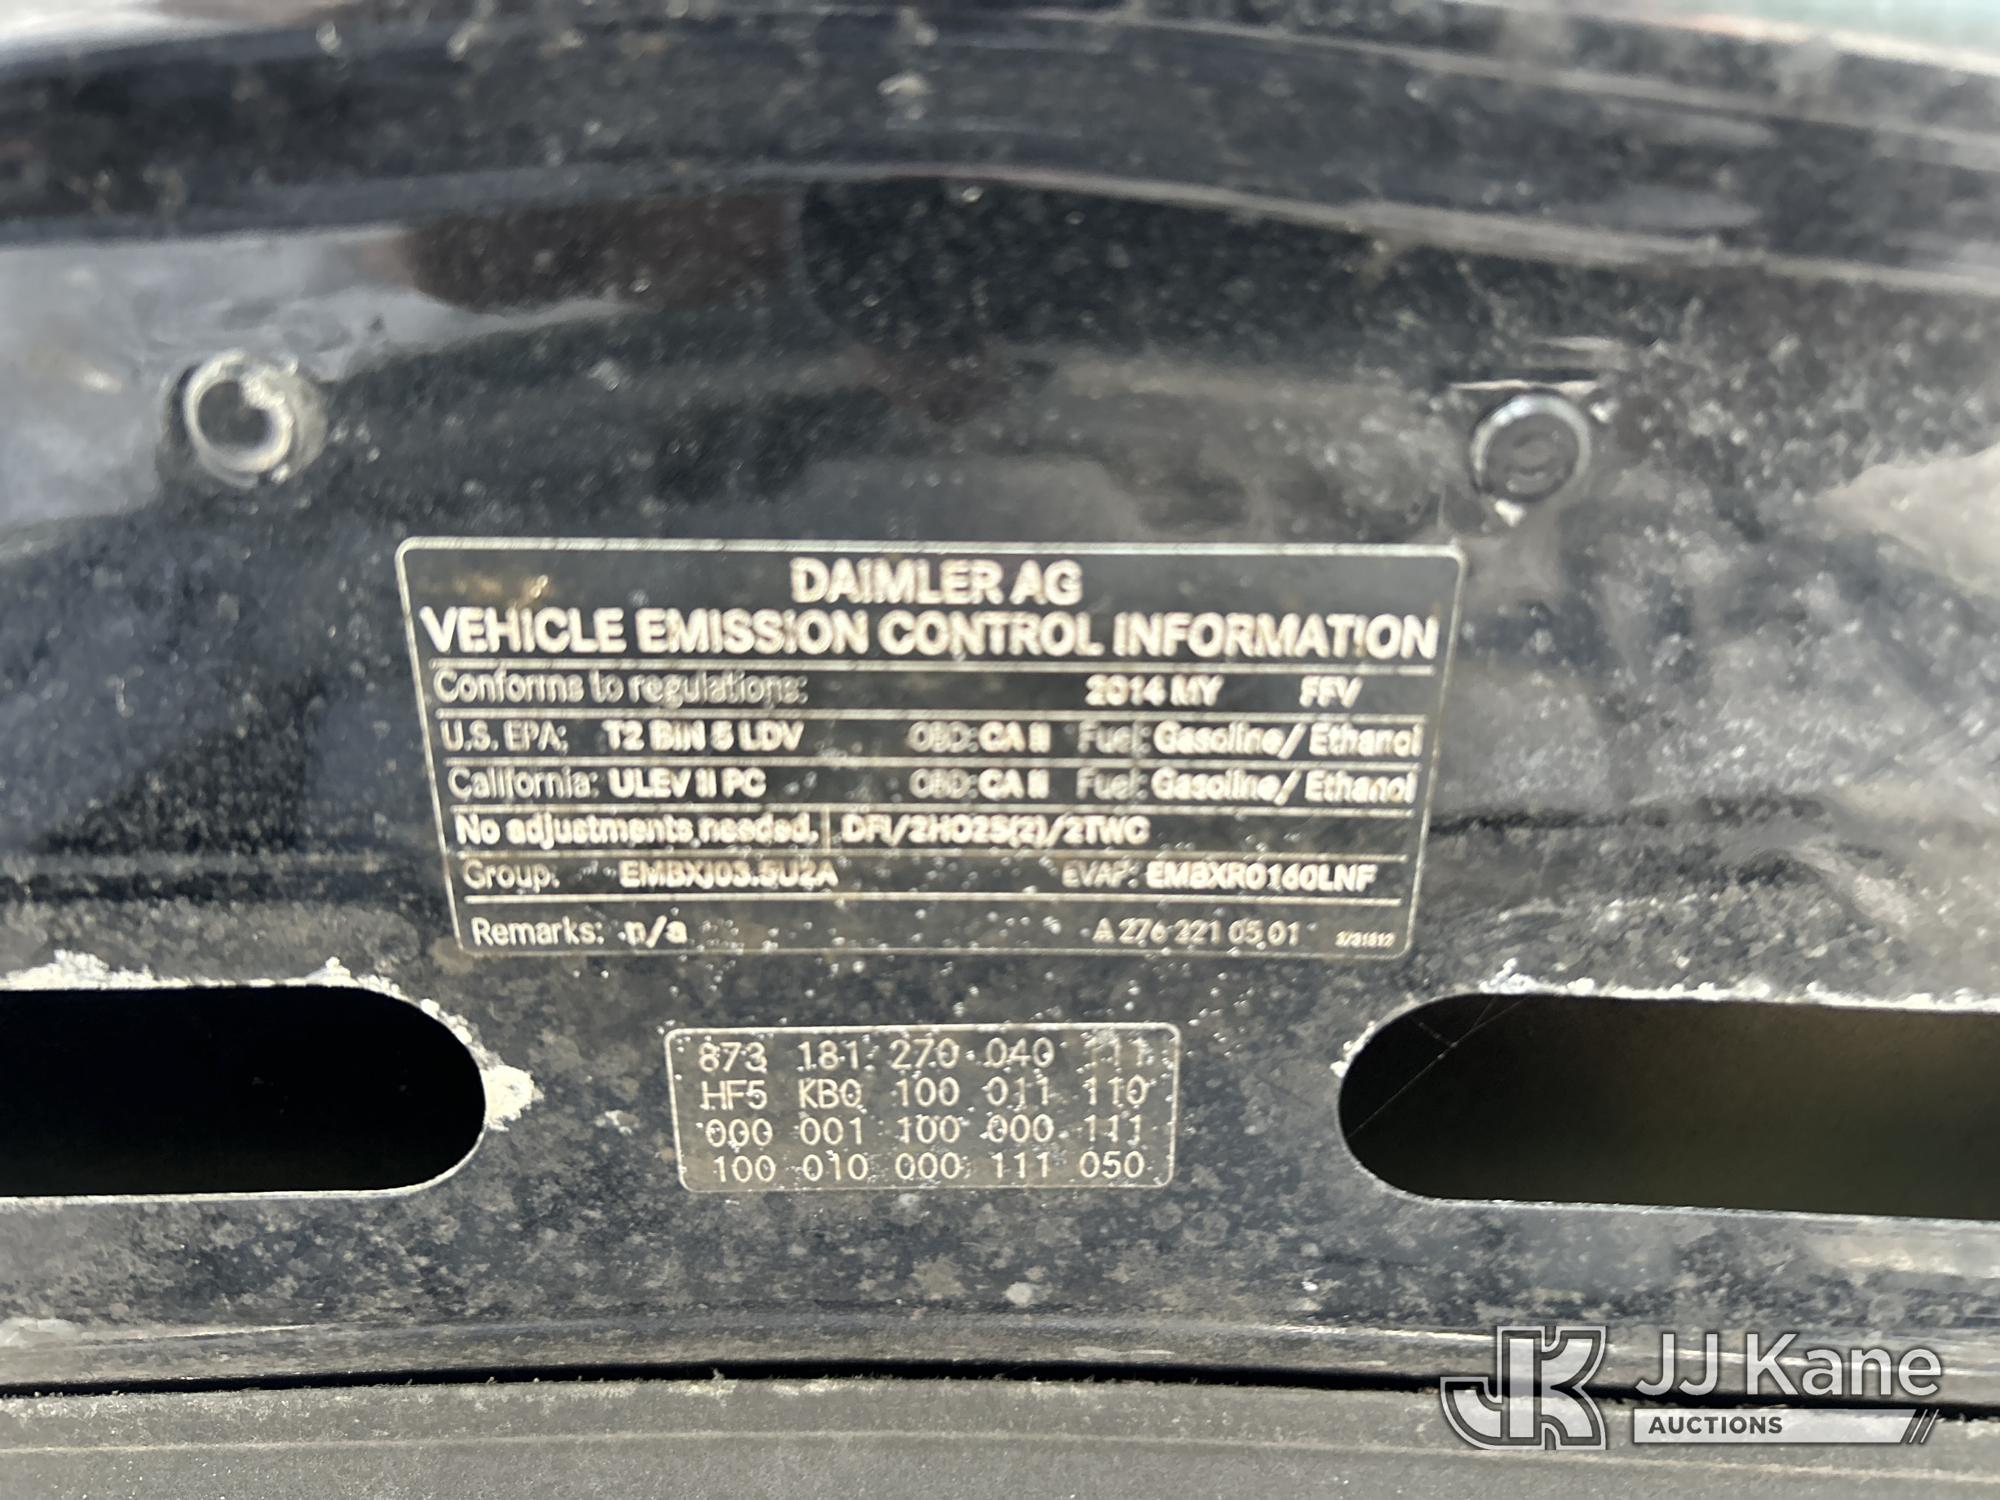 DAIMLER AG
VEHICLE EMISSION CONTROL INFORMATION
Conforms to regulations: 2014 MY FFV
U.S. EPA: T2 BIN 5 LDV OBD: CA II Fuel: Gasoline/ Ethanol
California: ULEV II PC OBD: CA II Fuel: Gasoline/ Ethanol
No adjustments needed. DFI/2HO2S(2)/2TWC
Group: EMBXJ03.5U2A EVAP: EMBXR0160LNF
Remarks: n/a A 276 221 05 01
873 181 270 040 111
HF5 KB0 100 011 110
000 001 100 000 111
100 010 000 111 050
JK JJ Kane
AUCTIONS